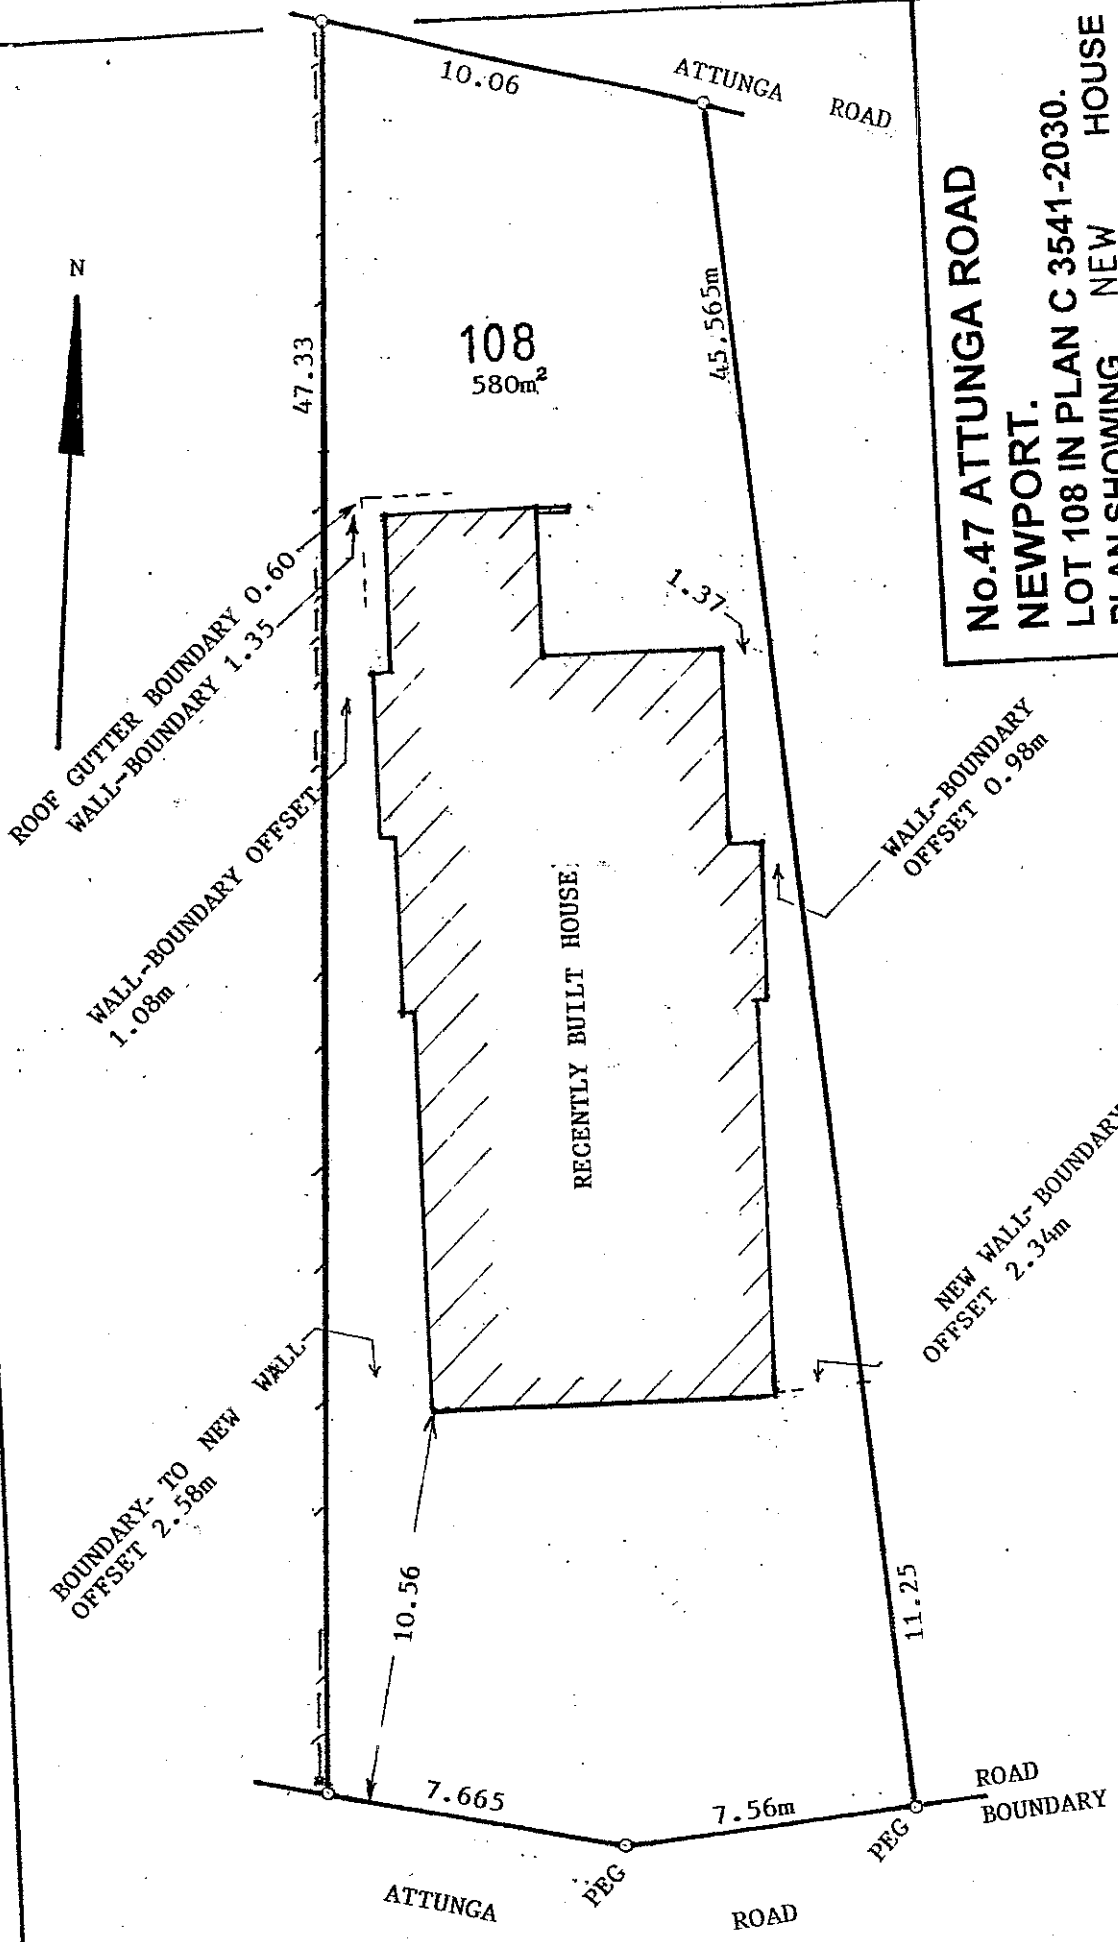 10.06
ATTUNGA ROAD
N
47.33
108
580m²
45.565m
No.47 ATTUNGA ROAD
NEWPORT.
LOT 108 IN PLAN C 3541-2030.
PLAN SHOWING NEW HOUSE
ROOF GUTTER BOUNDARY 0.60
WALL-BOUNDARY 1.35
1.37
WALL-BOUNDARY OFFSET
1.08m
WALL-BOUNDARY
OFFSET 0.98m
RECENTLY BUILT HOUSE
NEW WALL-BOUNDARY
OFFSET 2.34m
BOUNDARY- TO NEW WALL
OFFSET 2.58m
10.56
11.25
7.665
7.56m
ROAD
BOUNDARY
PEG
PEG
ATTUNGA ROAD